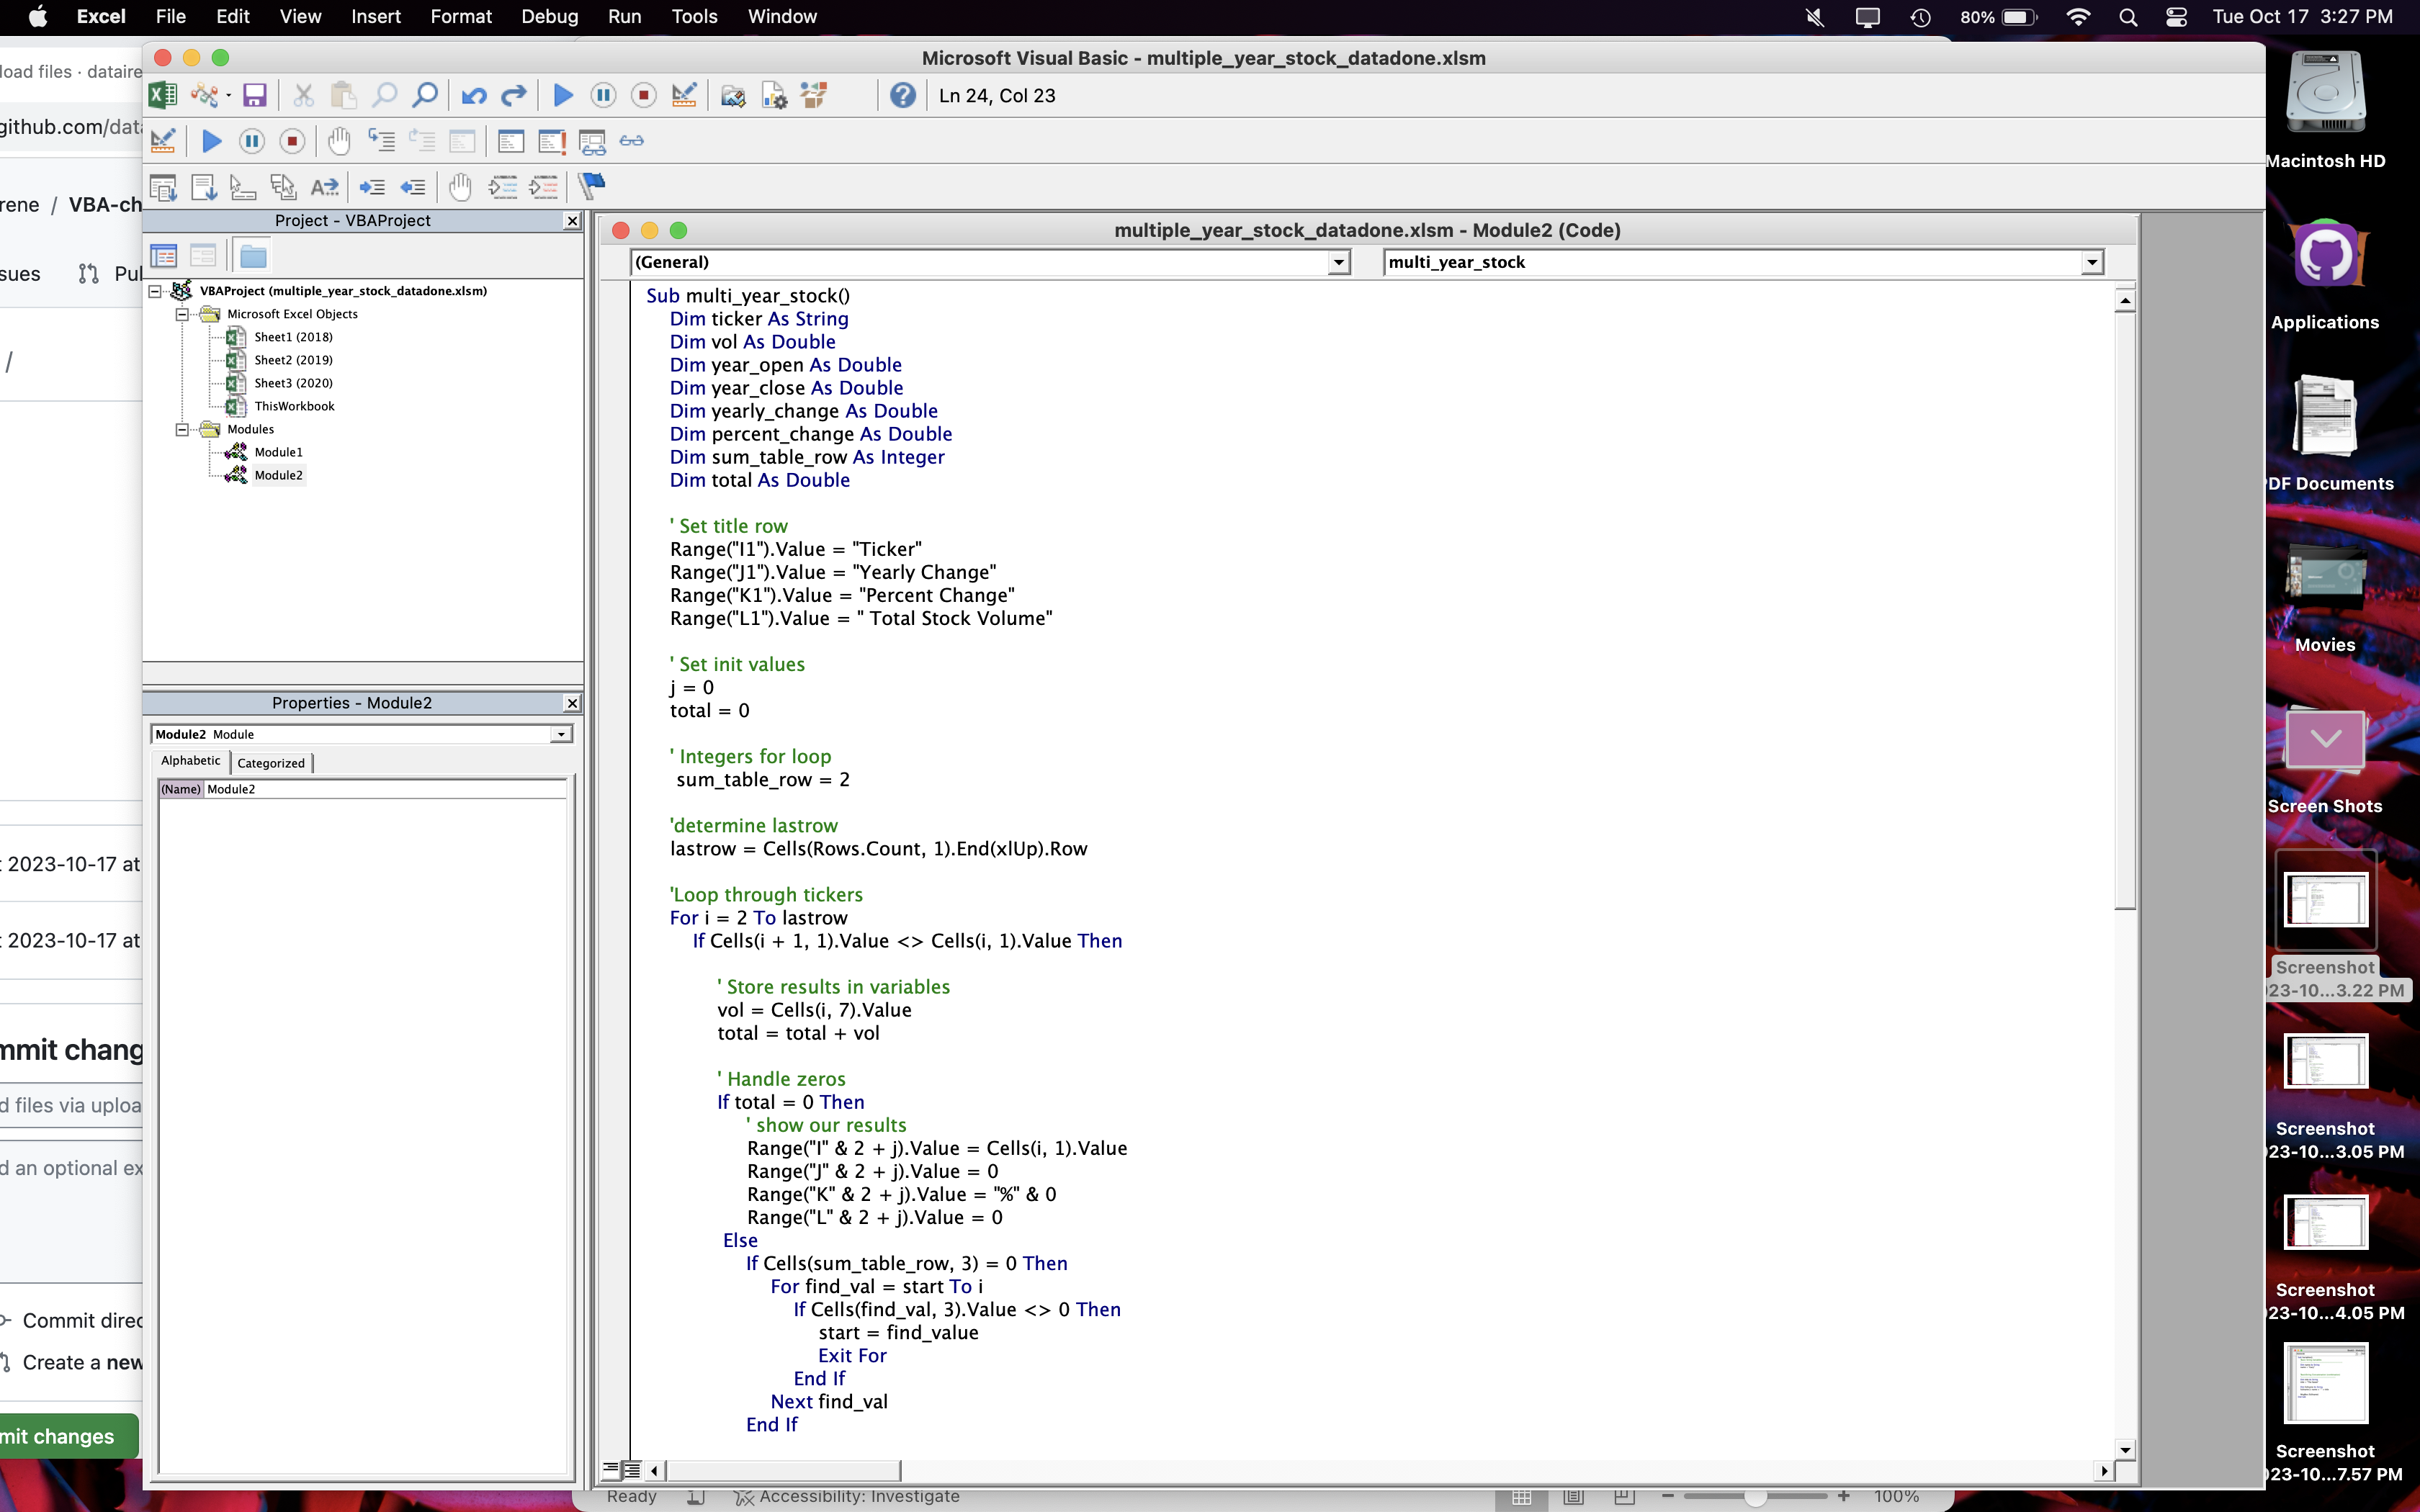 Excel File Edit View Insert Format Debug Run Tools Window 80% Tue Oct 17 3:27 PM
Microsoft Visual Basic - multiple_year_stock_datadone.xlsm
Ln 24, Col 23
load files · dataire
github.com/data
rene / VBA-ch
sues Pul
/
t 2023-10-17 at
t 2023-10-17 at
mmit chang
d files via uploa
d an optional ex
Commit direc
Create a new
mit changes
Project - VBAProject
VBAProject (multiple_year_stock_datadone.xlsm)
Microsoft Excel Objects
Sheet1 (2018)
Sheet2 (2019)
Sheet3 (2020)
ThisWorkbook
Modules
Module1
Module2
Properties - Module2
Module2 Module
Alphabetic Categorized
(Name) Module2
multiple_year_stock_datadone.xlsm - Module2 (Code)
(General) multi_year_stock
Sub multi_year_stock()
Dim ticker As String
Dim vol As Double
Dim year_open As Double
Dim year_close As Double
Dim yearly_change As Double
Dim percent_change As Double
Dim sum_table_row As Integer
Dim total As Double
' Set title row
Range("I1").Value = "Ticker"
Range("J1").Value = "Yearly Change"
Range("K1").Value = "Percent Change"
Range("L1").Value = " Total Stock Volume"
' Set init values
j = 0
total = 0
' Integers for loop
sum_table_row = 2
'determine lastrow
lastrow = Cells(Rows.Count, 1).End(xlUp).Row
'Loop through tickers
For i = 2 To lastrow
If Cells(i + 1, 1).Value <> Cells(i, 1).Value Then
' Store results in variables
vol = Cells(i, 7).Value
total = total + vol
' Handle zeros
If total = 0 Then
' show our results
Range("I" & 2 + j).Value = Cells(i, 1).Value
Range("J" & 2 + j).Value = 0
Range("K" & 2 + j).Value = "%" & 0
Range("L" & 2 + j).Value = 0
Else
If Cells(sum_table_row, 3) = 0 Then
For find_val = start To i
If Cells(find_val, 3).Value <> 0 Then
start = find_value
Exit For
End If
Next find_val
End If
Ready Accessibility: Investigate 100%
Macintosh HD
Applications
PDF Documents
Movies
Screen Shots
Screenshot
23-10...3.22 PM
Screenshot
23-10...3.05 PM
Screenshot
23-10...4.05 PM
Screenshot
23-10...7.57 PM